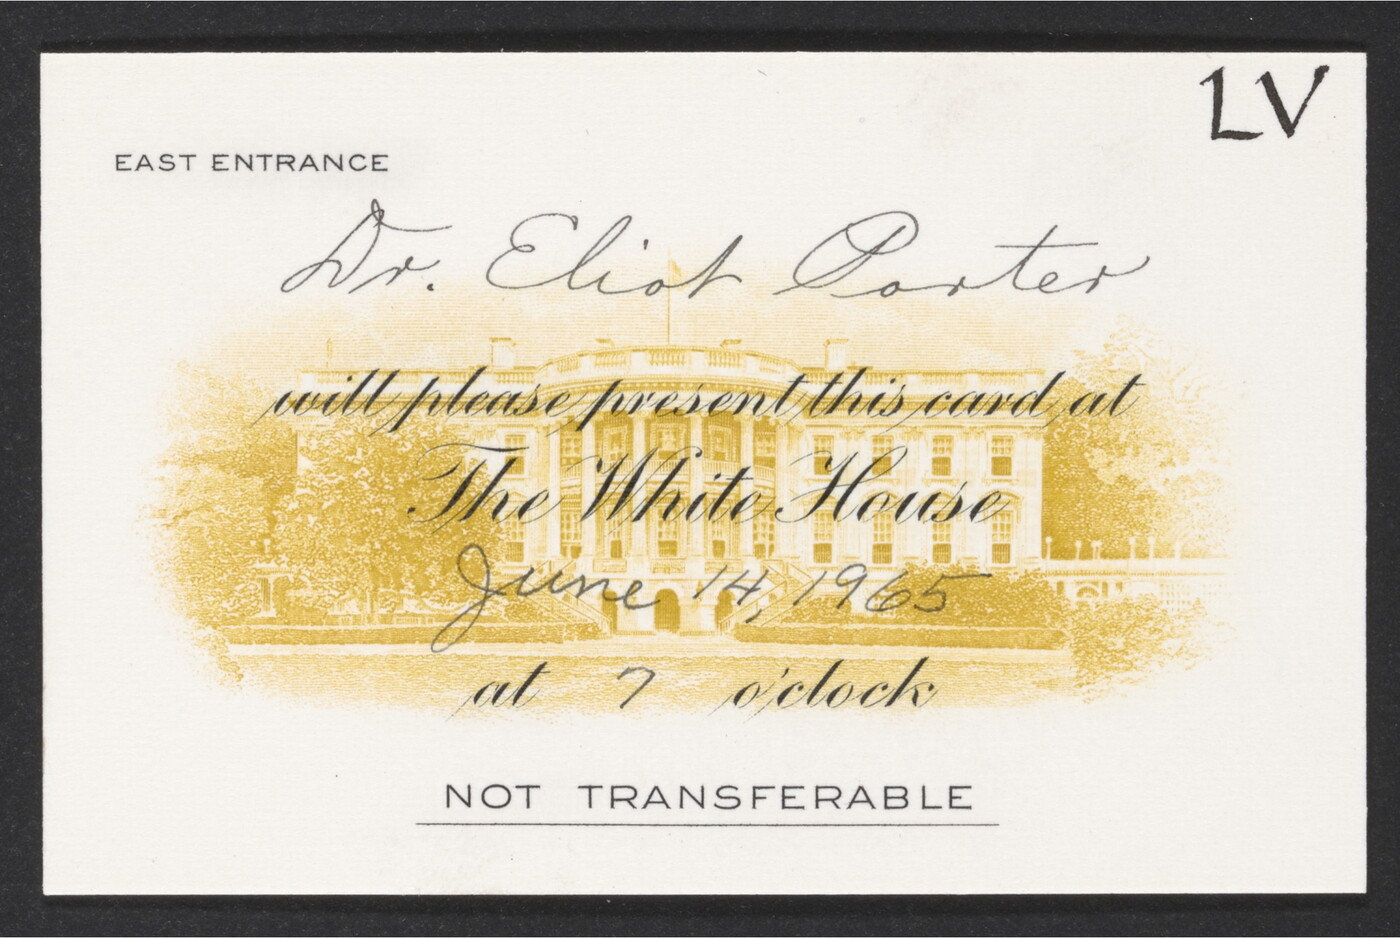 LV
EAST ENTRANCE
Dr. Eliot Porter
will please present this card at
The White House
June 14, 1965
at 7 o'clock
NOT TRANSFERABLE